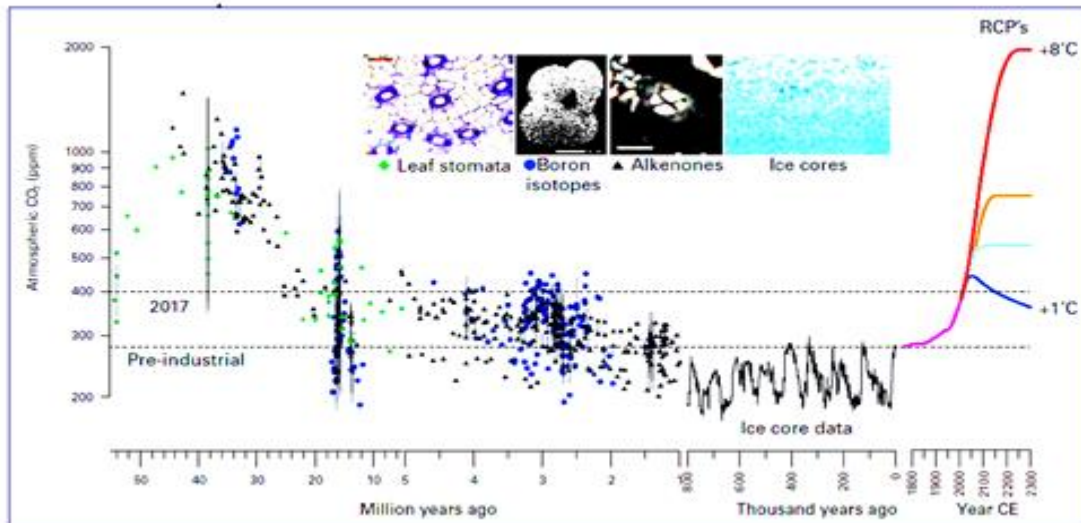 RCP's
2000
+8°C
1000
900
800
700
600
500
400
300
200
Atmospheric CO₂ (ppm)
Leaf stomata
Boron
isotopes
Alkenones
Ice cores
2017
Pre-industrial
+1°C
Ice core data
50
40
30
20
10
5
4
3
2
800
600
400
200
0
1800
1900
2000
2100
2200
2300
Million years ago
Thousand years ago
Year CE